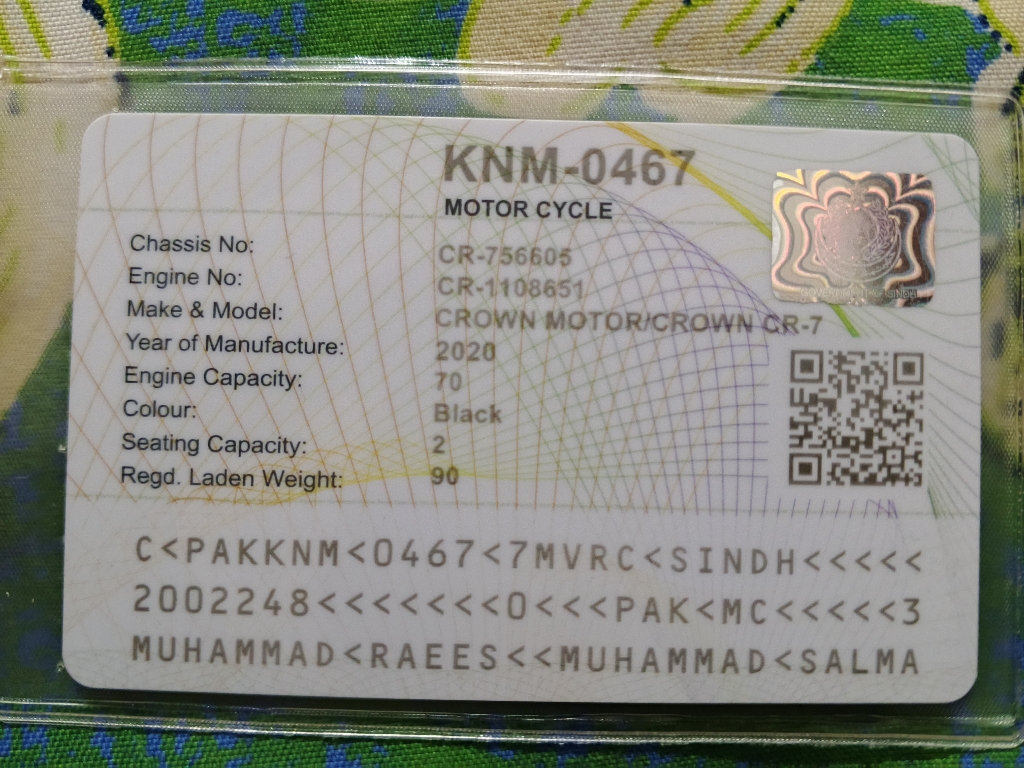 KNM-0467
MOTOR CYCLE
Chassis No: CR-756605
Engine No: CR-1108651
Make & Model: CROWN MOTOR/CROWN CR-7
Year of Manufacture: 2020
Engine Capacity: 70
Colour: Black
Seating Capacity: 2
Regd. Laden Weight: 90
C<PAKKNM<0467<7MVRC<SINDH<<<<<
2002248<<<<<<<0<<<PAK<MC<<<<<3
MUHAMMAD<RAEES<<MUHAMMAD<SALMA